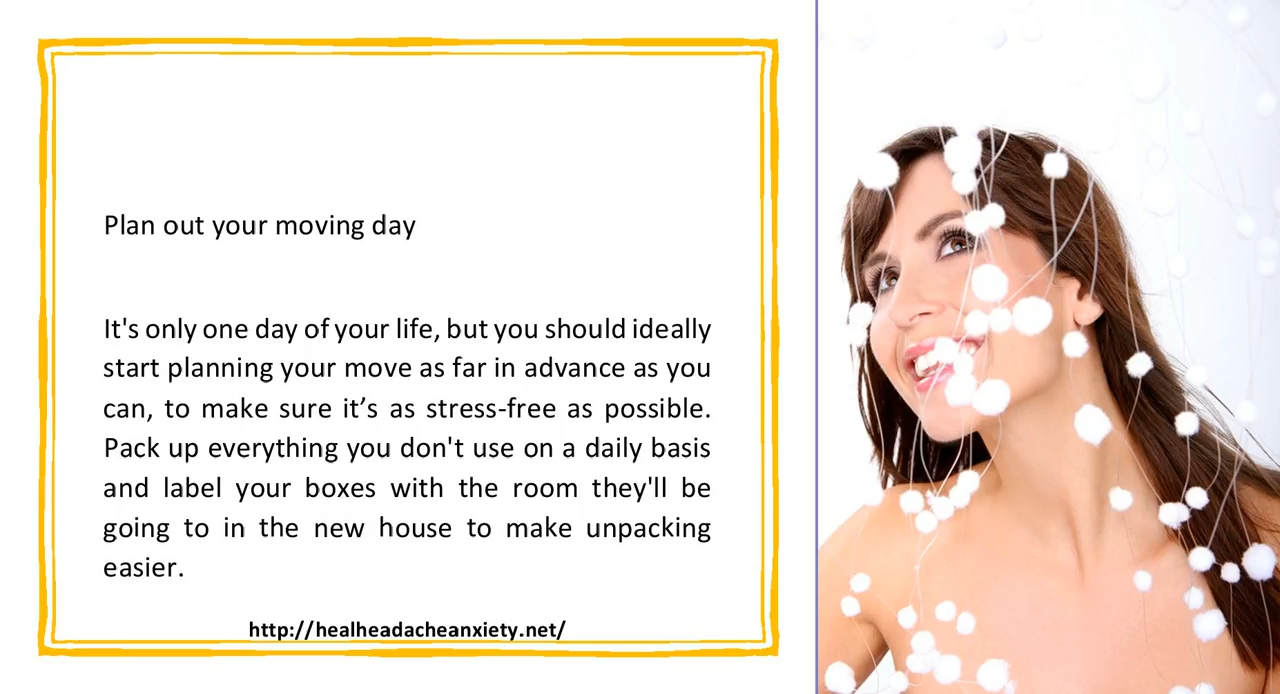 Plan out your moving day
It's only one day of your life, but you should ideally
start planning your move as far in advance as you
can, to make sure it’s as stress-free as possible.
Pack up everything you don't use on a daily basis
and label your boxes with the room they'll be
going to in the new house to make unpacking
easier.
http://healheadacheanxiety.net/